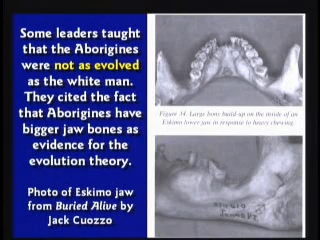 Some leaders taught
that the Aborigines
were not as evolved
as the white man.
They cited the fact
that Aborigines have
bigger jaw bones as
evidence for the
evolution theory.
Photo of Eskimo jaw
from Buried Alive by
Jack Cuozzo
Figure 34. Large bony build-up on the inside of an
Eskimo lower jaw in response to heavy chewing.